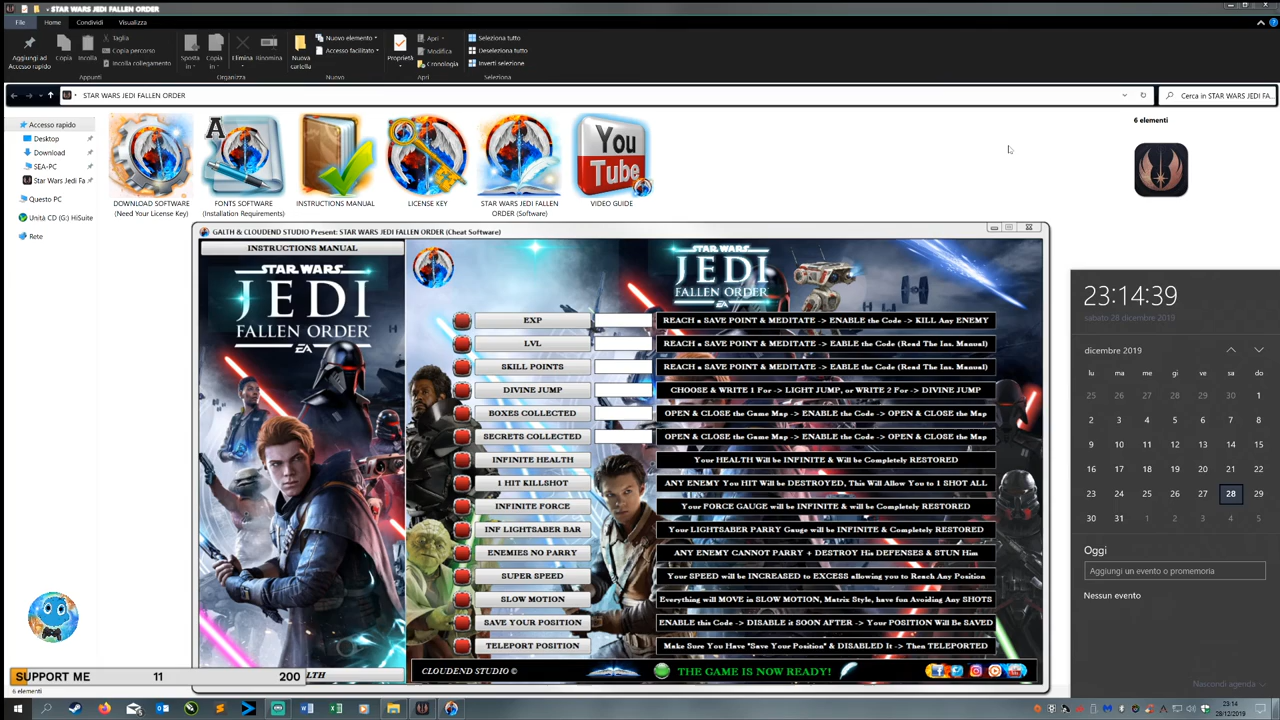 STAR WARS JEDI FALLEN ORDER
File Home Condividi Visualizza
Aggiungi ad Accesso rapido
Copia
Incolla
Taglia
Copia percorso
Incolla collegamento
Appunti
Sposta in
Copia in
Elimina
Rinomina
Organizza
Nuova cartella
Nuovo elemento
Accesso facilitato
Nuovo
Proprietà
Apri
Modifica
Cronologia
Apri
Seleziona tutto
Deseleziona tutto
Inverti selezione
Seleziona
STAR WARS JEDI FALLEN ORDER
Cerca in STAR WARS JEDI FA...
Accesso rapido
Desktop
Download
SEA-PC
Star Wars Jedi Fa
Questo PC
Unità CD (G:) HiSuite
Rete
DOWNLOAD SOFTWARE
(Need Your License Key)
A
FONTS SOFTWARE
(Installation Requirements)
INSTRUCTIONS MANUAL
LICENSE KEY
STAR WARS JEDI FALLEN
ORDER (Software)
You
Tube
VIDEO GUIDE
6 elementi
GALTH & CLOUDEND STUDIO Present: STAR WARS JEDI FALLEN ORDER (Cheat Software)
INSTRUCTIONS MANUAL
STAR WARS
JEDI
FALLEN ORDER
EA
STAR WARS
JEDI
FALLEN ORDER
EA
EXP REACH a SAVE POINT & MEDITATE -> ENABLE the Code -> KILL Any ENEMY
LVL REACH a SAVE POINT & MEDITATE -> EABLE the Code (Read The Ins. Manual)
SKILL POINTS REACH a SAVE POINT & MEDITATE -> EABLE the Code (Read The Ins. Manual)
DIVINE JUMP CHOOSE & WRITE 1 For -> LIGHT JUMP, or WRITE 2 For -> DIVINE JUMP
BOXES COLLECTED OPEN & CLOSE the Game Map -> ENABLE the Code -> OPEN & CLOSE the Map
SECRETS COLLECTED OPEN & CLOSE the Game Map -> ENABLE the Code -> OPEN & CLOSE the Map
INFINITE HEALTH Your HEALTH Will be INFINITE & Will be Completely RESTORED
1 HIT KILLSHOT ANY ENEMY You HIT Will be DESTROYED, This Will Allow You to 1 SHOT ALL
INFINITE FORCE Your FORCE GAUGE will be INFINITE & will be Completely RESTORED
INF LIGHTSABER BAR Your LIGHTSABER PARRY Gauge will be INFINITE & Completely RESTORED
ENEMIES NO PARRY ANY ENEMY CANNOT PARRY + DESTROY His DEFENSES & STUN Him
SUPER SPEED Your SPEED will be INCREASED to EXCESS allowing you to Reach Any Position
SLOW MOTION Everything will MOVE in SLOW MOTION, Matrix Style, have fun Avoiding Any SHOTS
SAVE YOUR POSITION ENABLE this Code -> DISABLE it SOON AFTER -> Your POSITION Will Be SAVED
TELEPORT POSITION Make Sure You Have "Save Your Position" & DISABLED It -> Then TELEPORTED
CLOUDEND STUDIO © THE GAME IS NOW READY!
SUPPORT ME 11 200
LTH
6 elementi
23:14:39
sabato 28 dicembre 2019
dicembre 2019
lu ma me gi ve sa do
25 26 27 28 29 30 1
2 3 4 5 6 7 8
9 10 11 12 13 14 15
16 17 18 19 20 21 22
23 24 25 26 27 28 29
30 31 1 2 3 4 5
Oggi
Aggiungi un evento o promemoria
Nessun evento
Nascondi agenda
23:14
28/12/2019